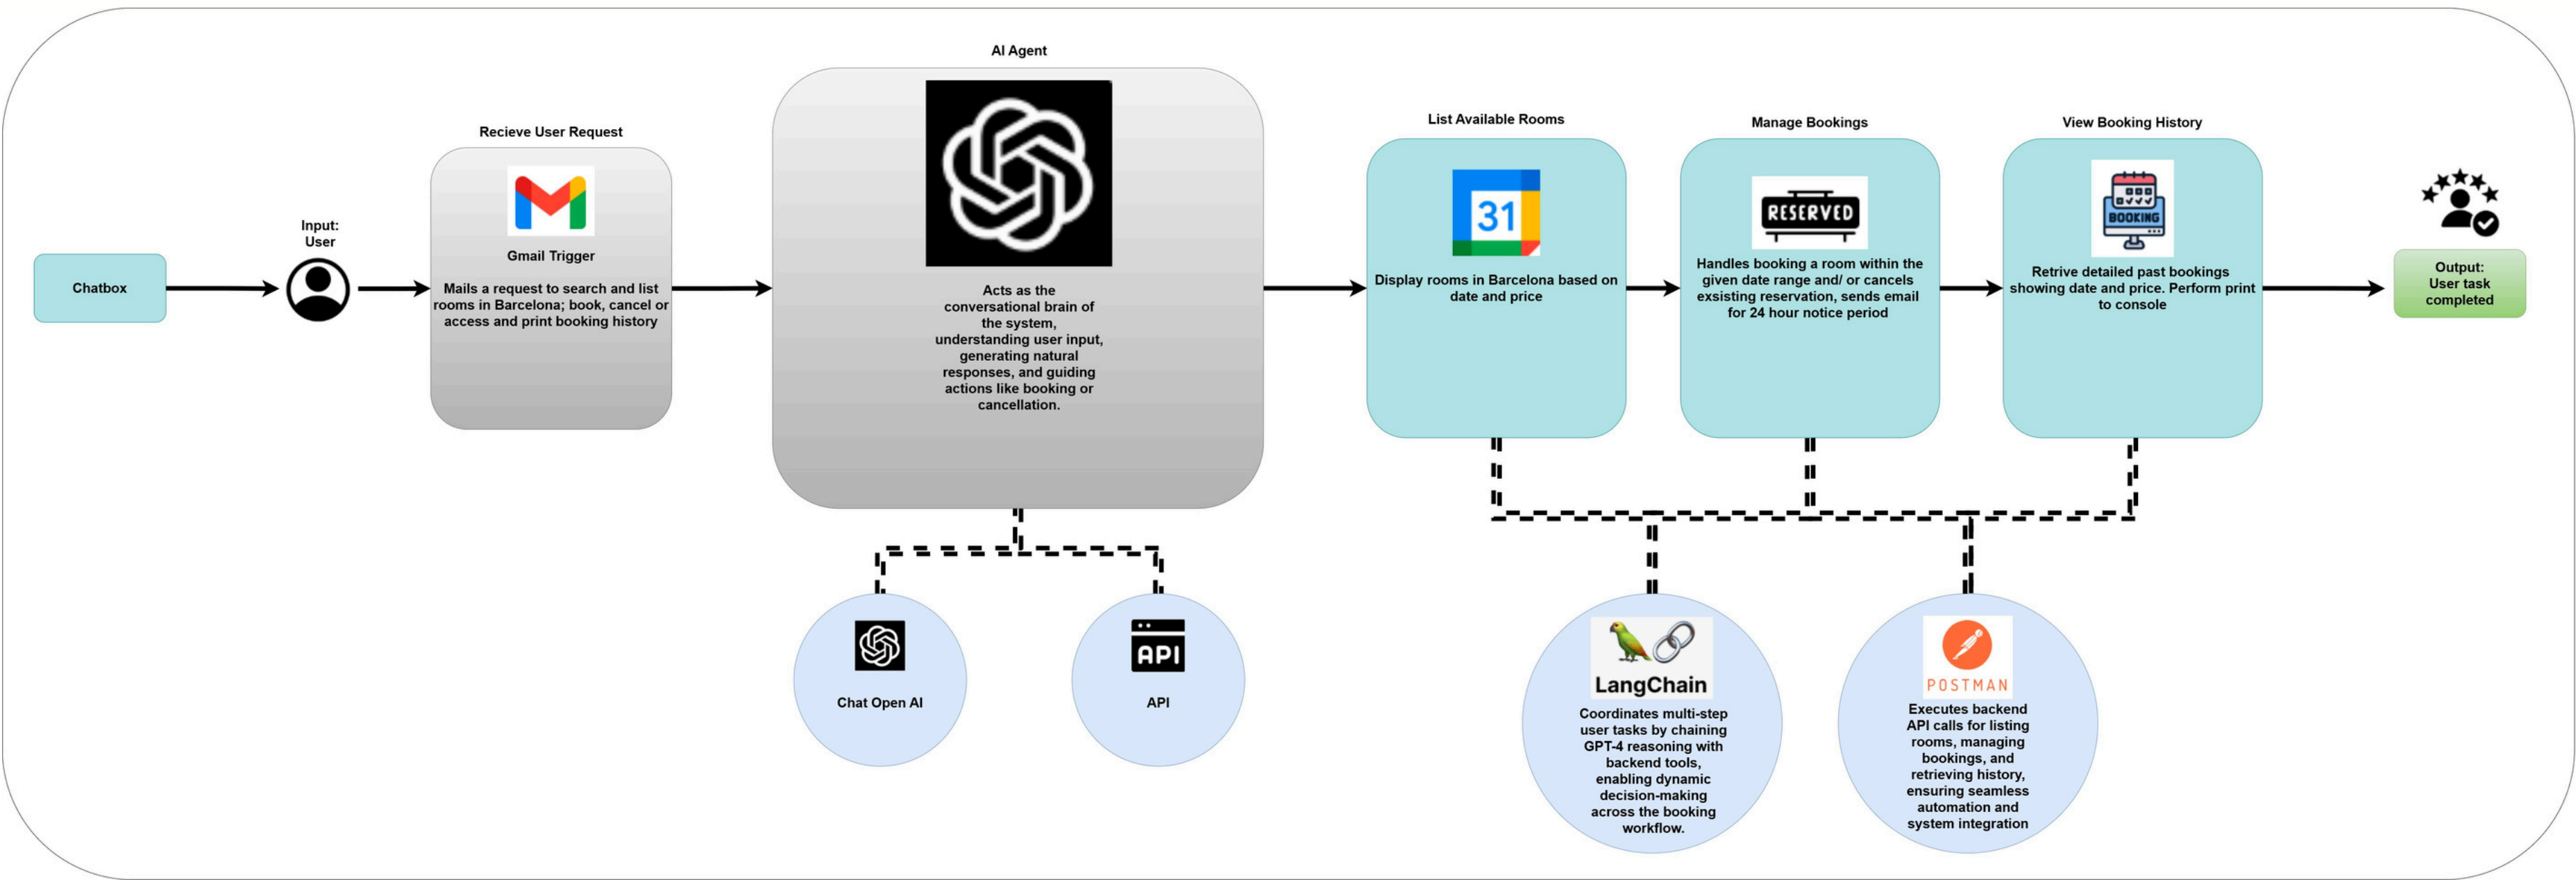 Chatbox
Input:
User
Recieve User Request
Gmail Trigger
Mails a request to search and list
rooms in Barcelona; book, cancel or
access and print booking history
AI Agent
Acts as the
conversational brain of
the system,
understanding user input,
generating natural
responses, and guiding
actions like booking or
cancellation.
Chat Open AI
API
API
List Available Rooms
31
Display rooms in Barcelona based on
date and price
Manage Bookings
RESERVED
Handles booking a room within the
given date range and/ or cancels
exsisting reservation, sends email
for 24 hour notice period
View Booking History
BOOKING
Retrive detailed past bookings
showing date and price. Perform print
to console
LangChain
Coordinates multi-step
user tasks by chaining
GPT-4 reasoning with
backend tools,
enabling dynamic
decision-making
across the booking
workflow.
POSTMAN
Executes backend
API calls for listing
rooms, managing
bookings, and
retrieving history,
ensuring seamless
automation and
system integration
Output:
User task
completed